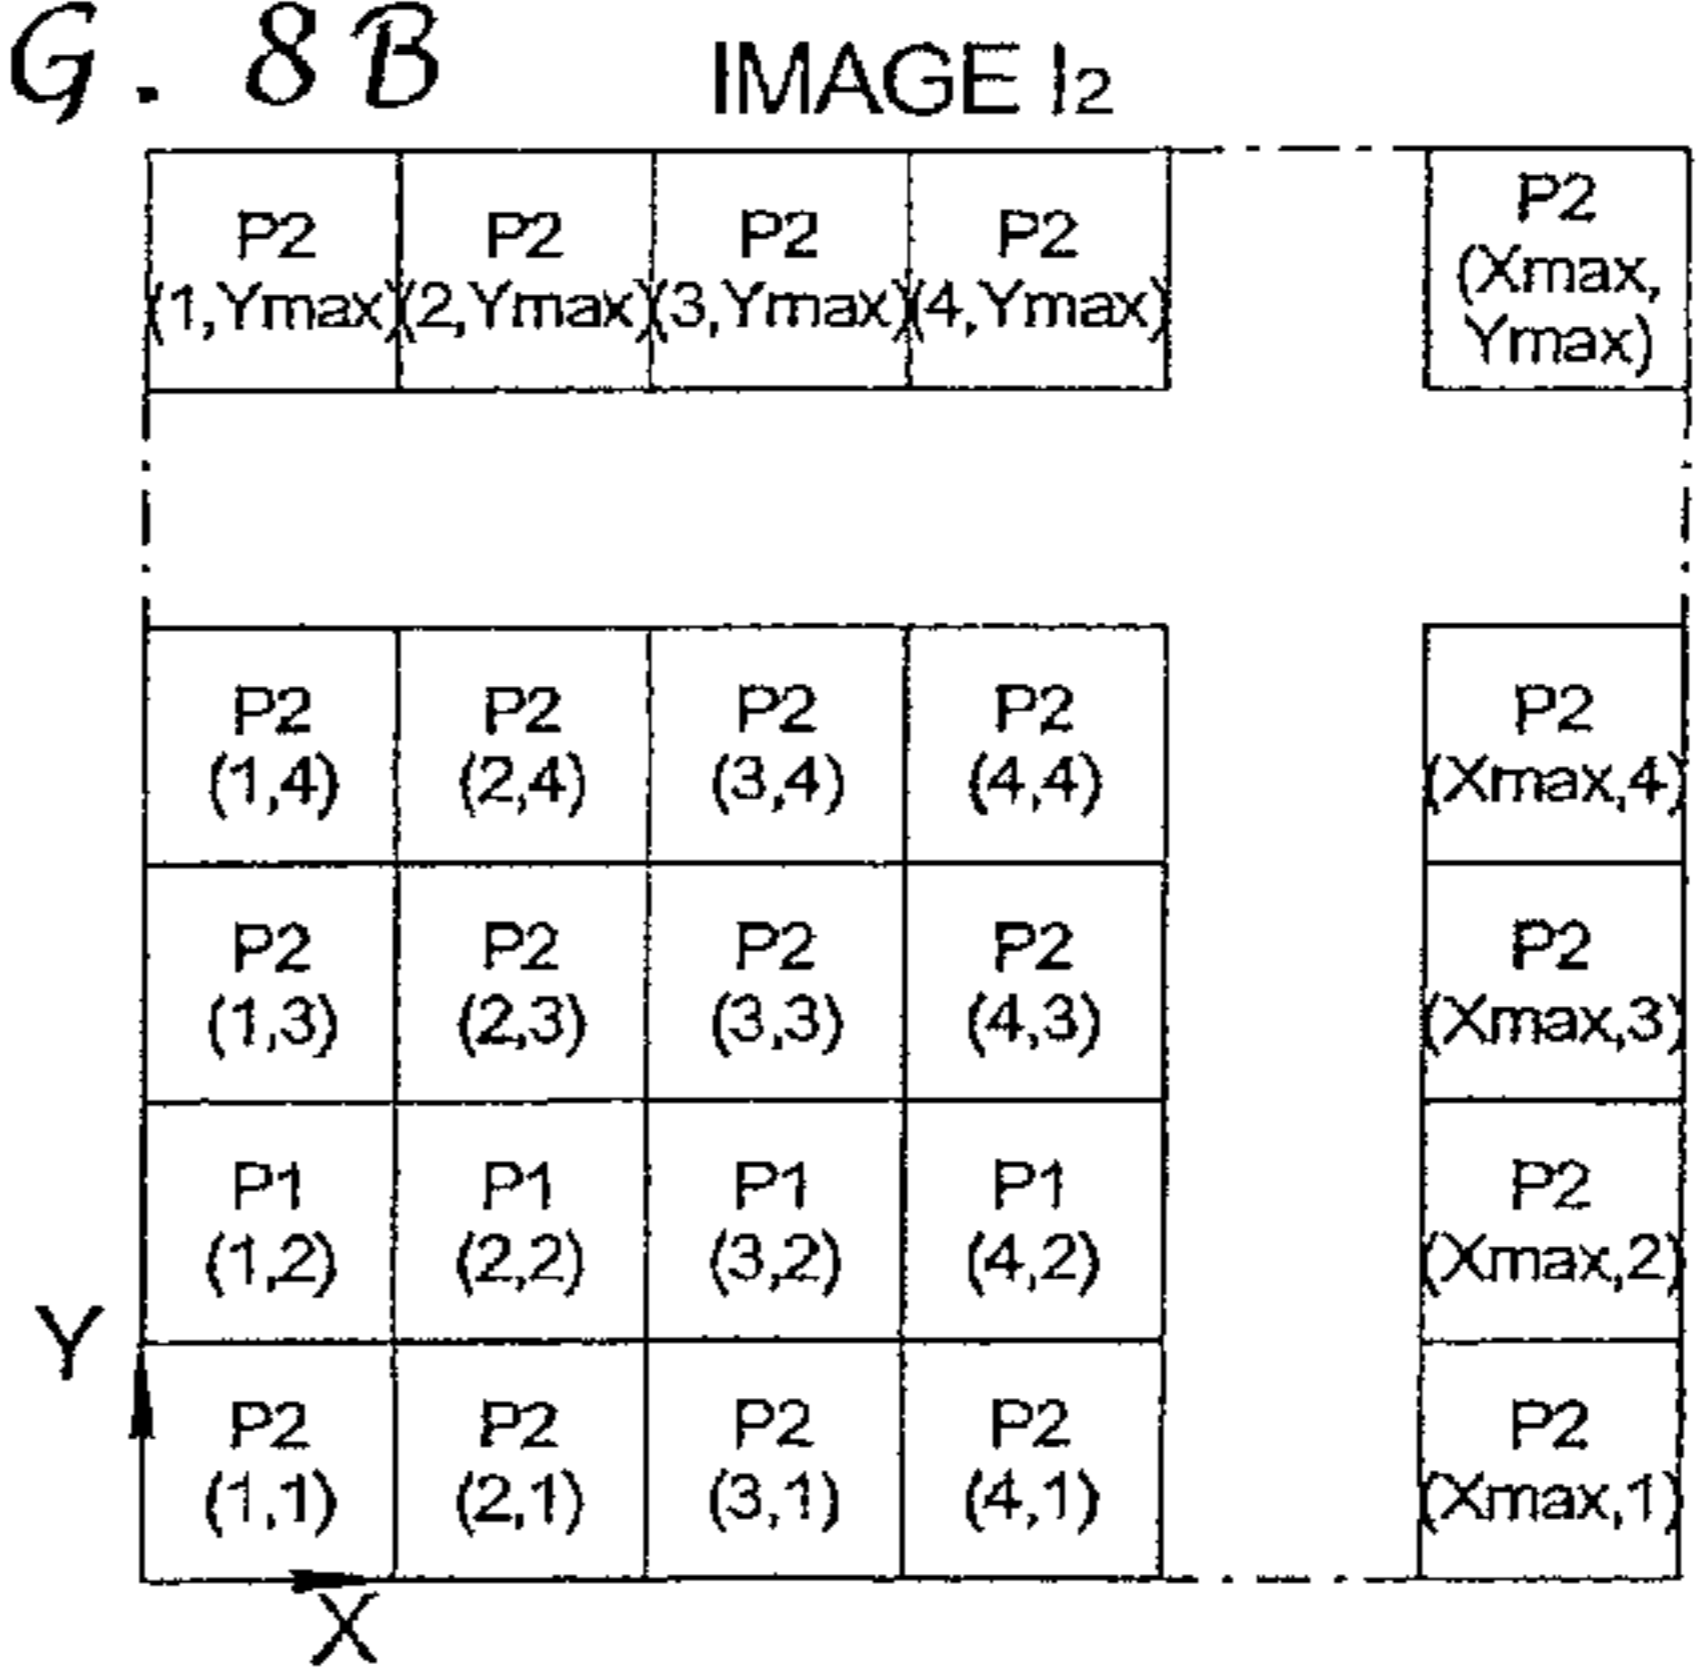 G. 8B
IMAGE I2
P2 P2 P2 P2 P2
(1,Ymax) (2,Ymax) (3,Ymax) (4,Ymax) (Xmax,
Ymax)
P2 P2 P2 P2 P2
(1,4) (2,4) (3,4) (4,4) (Xmax,4)
P2 P2 P2 P2 P2
(1,3) (2,3) (3,3) (4,3) (Xmax,3)
P1 P1 P1 P1 P2
(1,2) (2,2) (3,2) (4,2) (Xmax,2)
Y
P2 P2 P2 P2 P2
(1,1) (2,1) (3,1) (4,1) (Xmax,1)
X